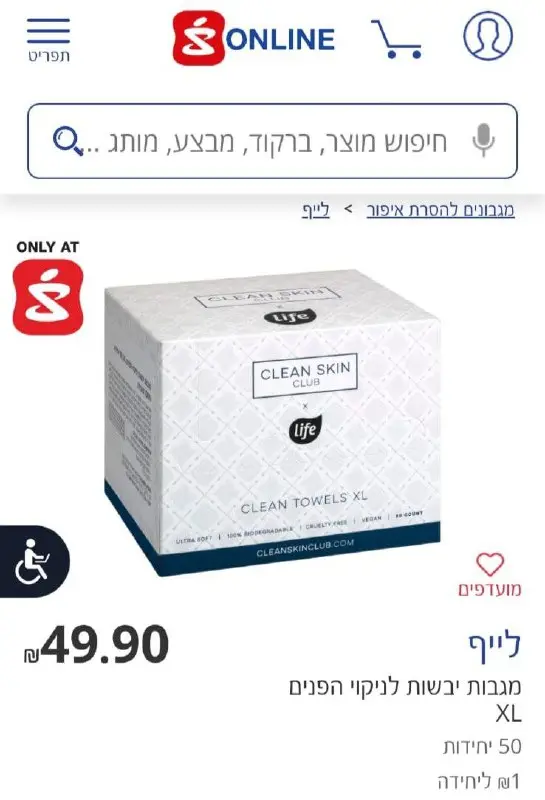 תפריט
ONLINE
חיפוש מוצר, ברקוד, מבצע, מותג ...
מגבונים להסרת איפור > לייף
ONLY AT
CLEAN SKIN
CLUB
x
life
CLEAN SKIN
CLUB
x
life
CLEAN TOWELS XL
ULTRA SOFT | 100% BIODEGRADABLE | CRUELTY FREE | VEGAN | 50 COUNT
CLEANSKINCLUB.COM
מועדפים
לייף
₪49.90
מגבות יבשות לניקוי הפנים
XL
50 יחידות
₪1 ליחידה